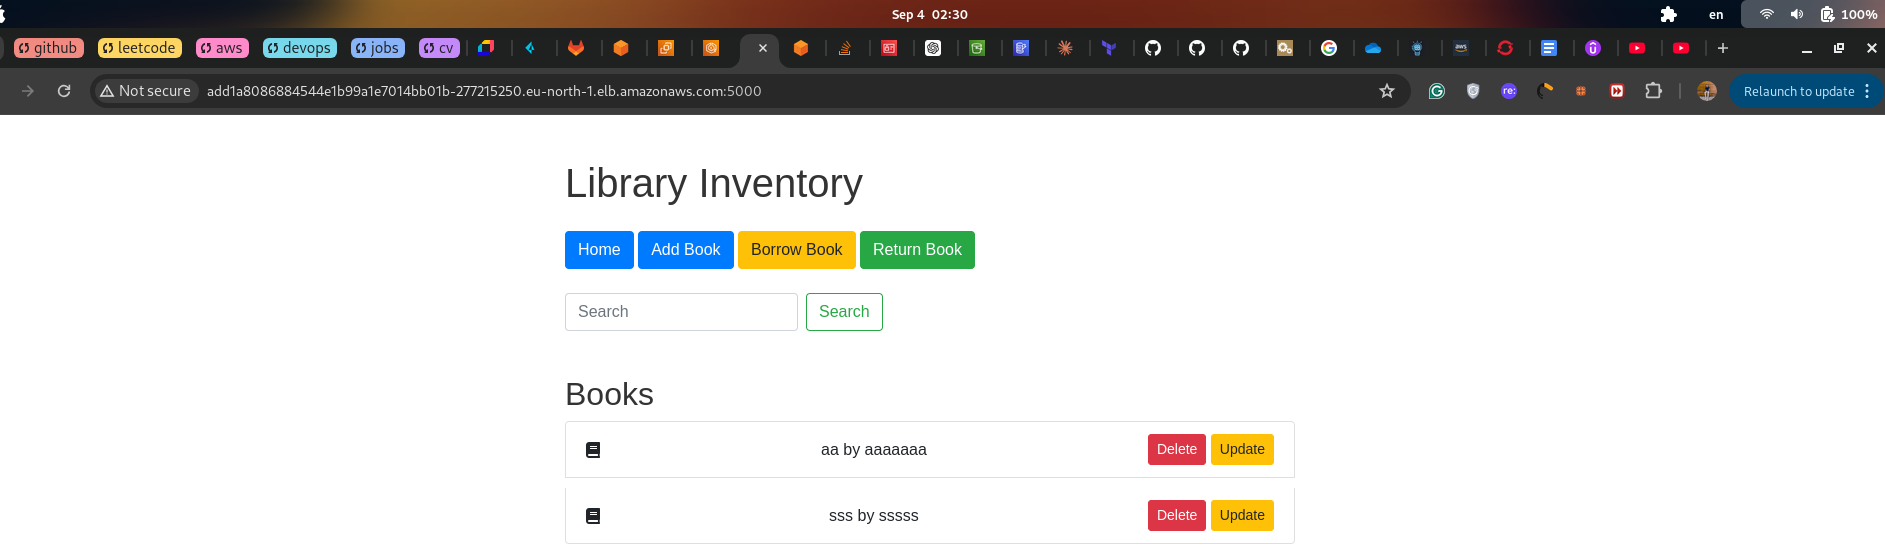 Sep 4 02:30
en
100%
github leetcode aws devops jobs cv
Not secure add1a8086884544e1b99a1e7014bb01b-277215250.eu-north-1.elb.amazonaws.com:5000
re:
Relaunch to update
Library Inventory
Home Add Book Borrow Book Return Book
Search Search
Books
aa by aaaaaaa Delete Update
sss by sssss Delete Update